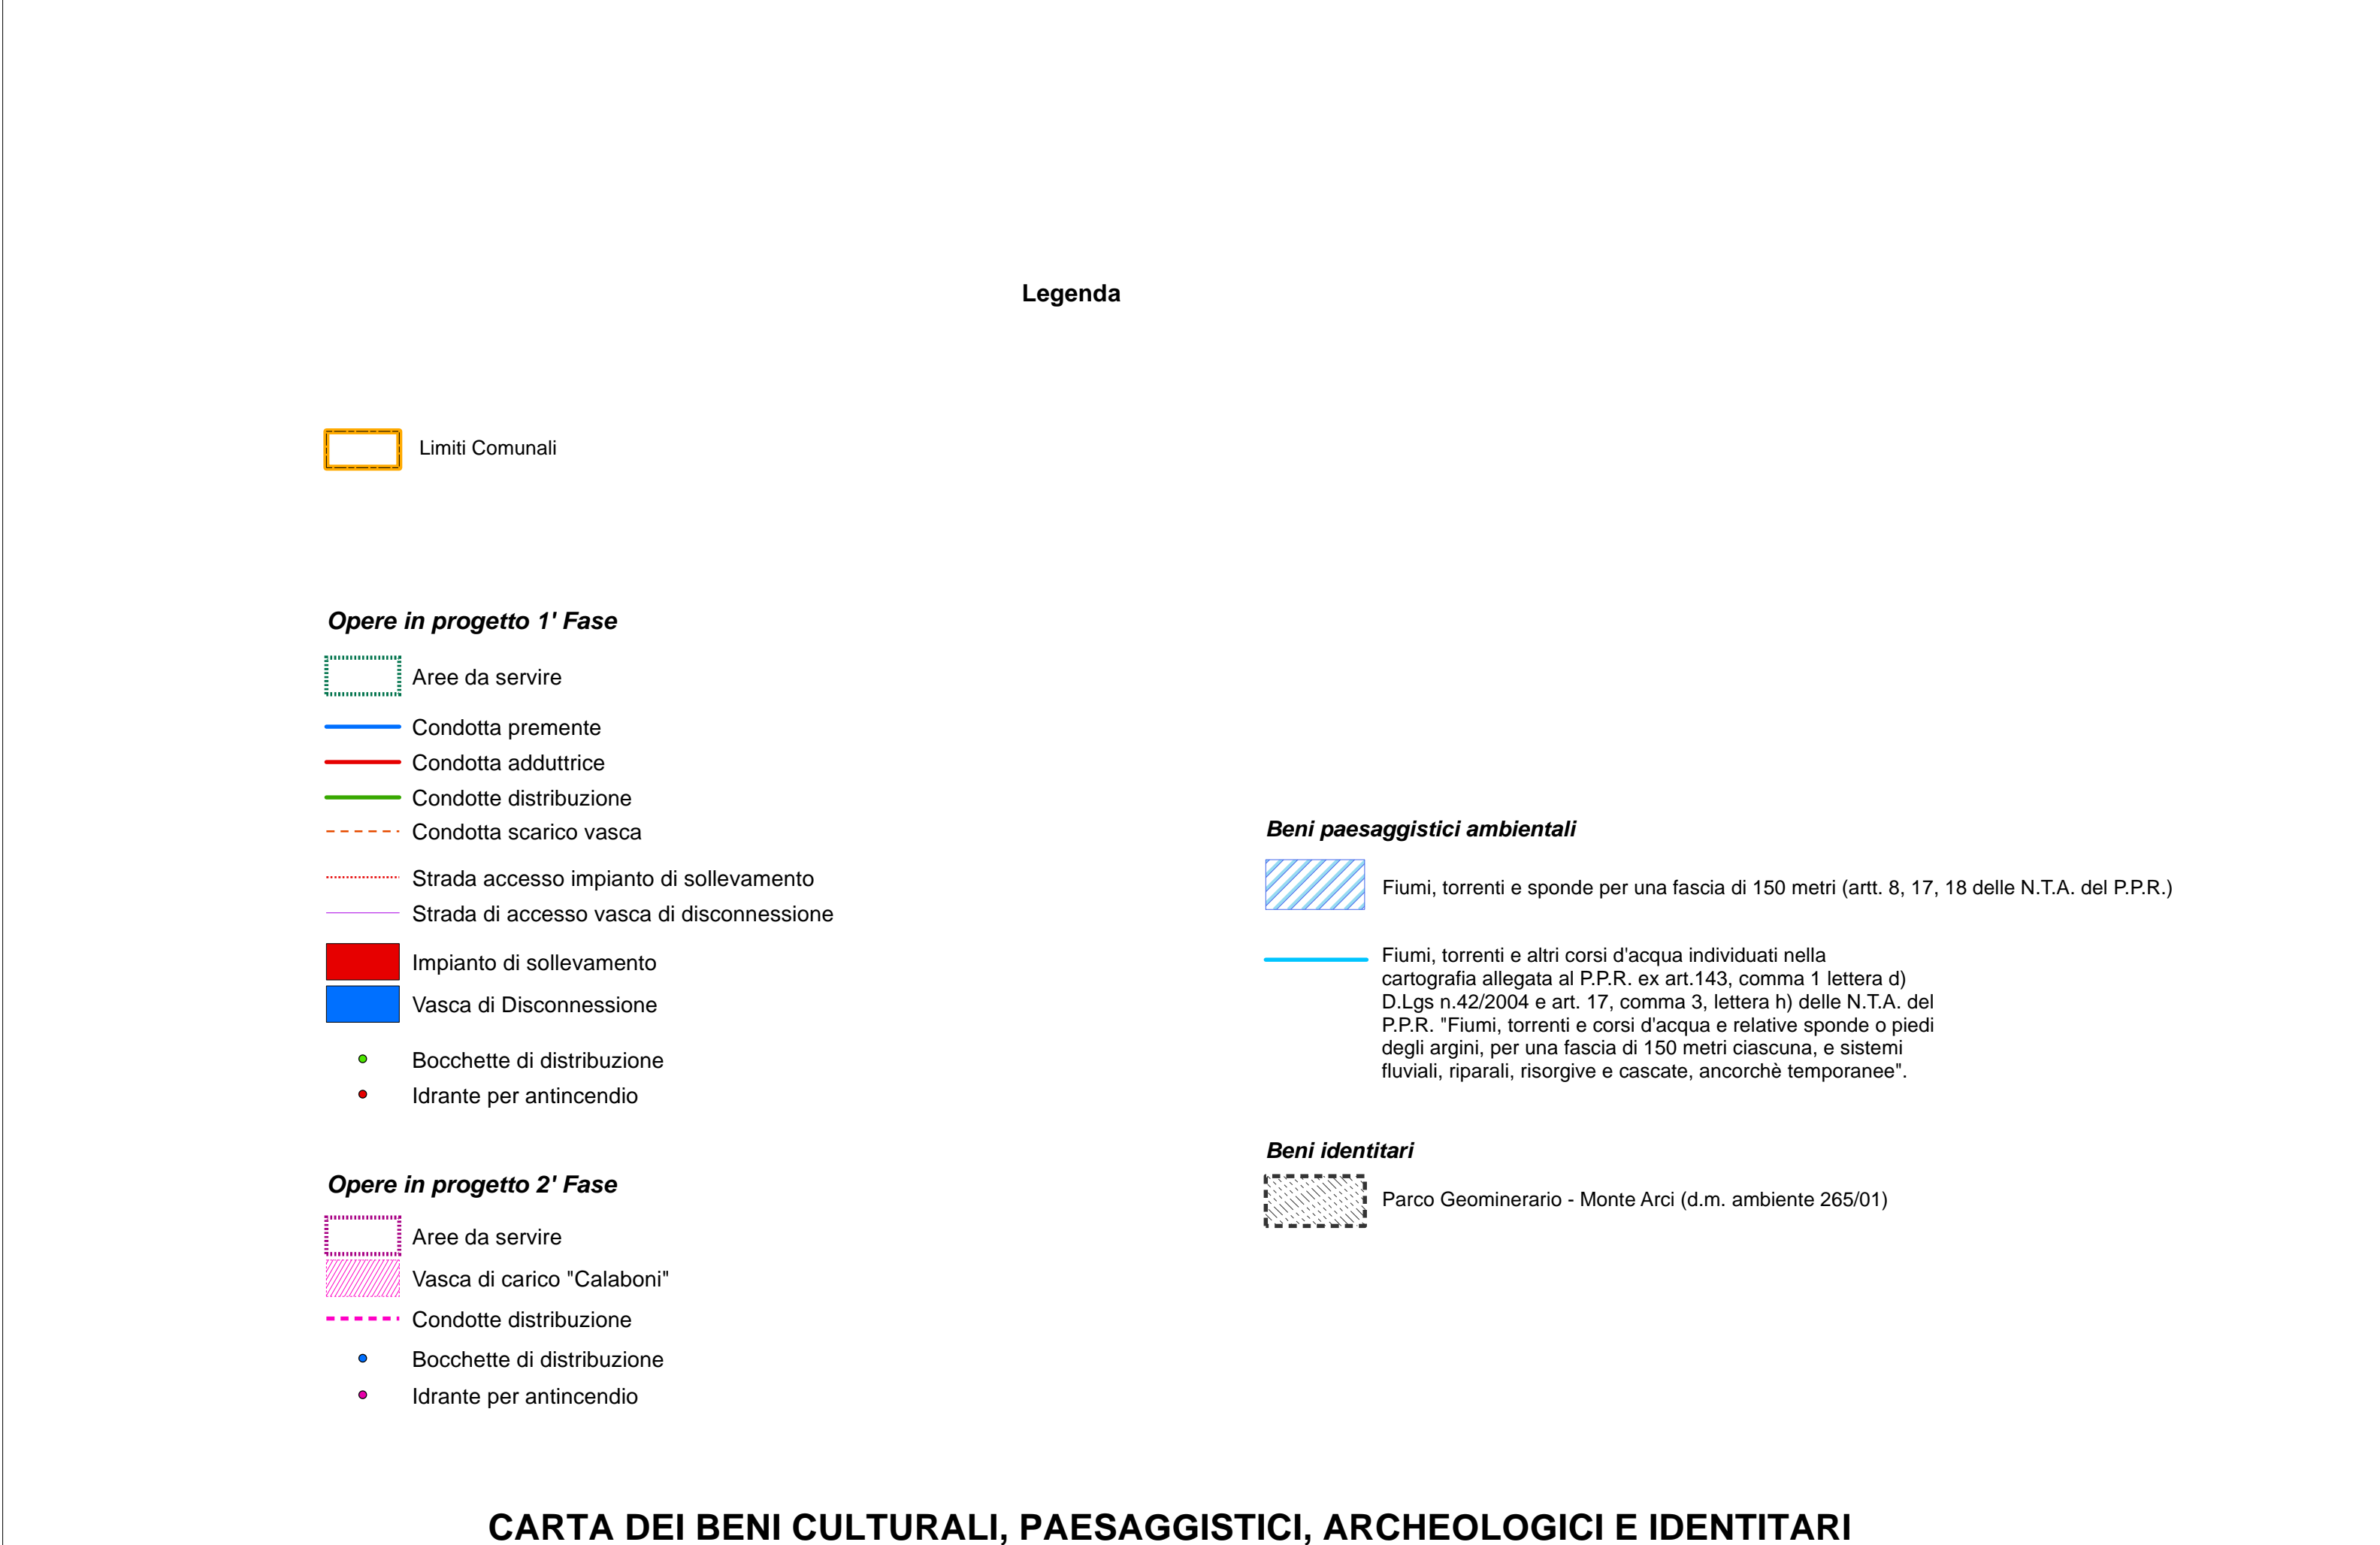 Legenda
Limiti Comunali
Opere in progetto 1' Fase
Aree da servire
Condotta premente
Condotta adduttrice
Condotte distribuzione
Condotta scarico vasca
Strada accesso impianto di sollevamento
Strada di accesso vasca di disconnessione
Impianto di sollevamento
Vasca di Disconnessione
Bocchette di distribuzione
Idrante per antincendio
Opere in progetto 2' Fase
Aree da servire
Vasca di carico "Calaboni"
Condotte distribuzione
Bocchette di distribuzione
Idrante per antincendio
Beni paesaggistici ambientali
Fiumi, torrenti e sponde per una fascia di 150 metri (artt. 8, 17, 18 delle N.T.A. del P.P.R.)
Fiumi, torrenti e altri corsi d'acqua individuati nella
cartografia allegata al P.P.R. ex art.143, comma 1 lettera d)
D.Lgs n.42/2004 e art. 17, comma 3, lettera h) delle N.T.A. del
P.P.R. "Fiumi, torrenti e corsi d'acqua e relative sponde o piedi
degli argini, per una fascia di 150 metri ciascuna, e sistemi
fluviali, riparali, risorgive e cascate, ancorchè temporanee".
Beni identitari
Parco Geominerario - Monte Arci (d.m. ambiente 265/01)
CARTA DEI BENI CULTURALI, PAESAGGISTICI, ARCHEOLOGICI E IDENTITARI